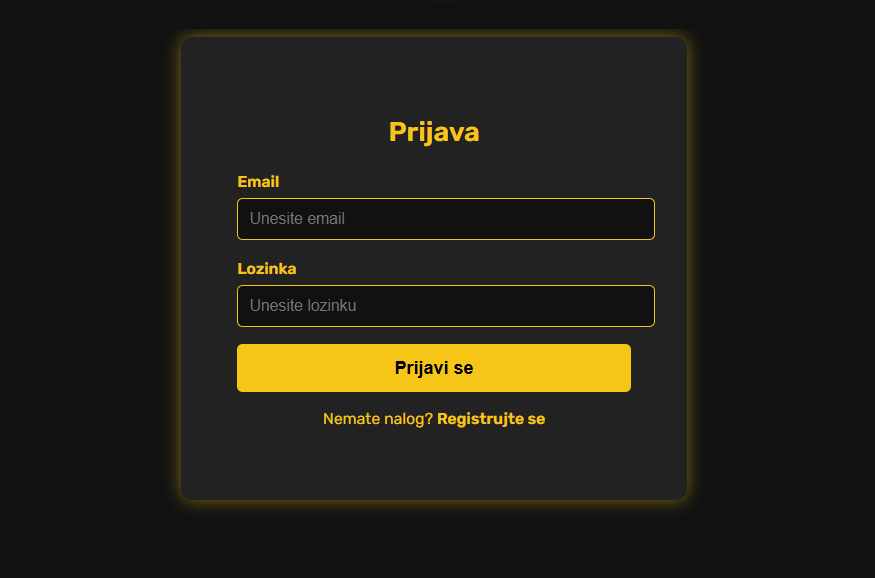 Prijava
Email
Unesite email
Lozinka
Unesite lozinku
Prijavi se
Nemate nalog? Registrujte se